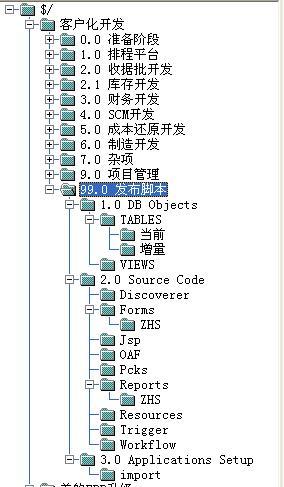 $/
客户化开发
0.0 准备阶段
1.0 排程平台
2.0 收据批开发
2.1 库存开发
3.0 财务开发
4.0 SCM开发
5.0 成本还原开发
6.0 制造开发
7.0 杂项
9.0 项目管理
99.0 发布脚本
1.0 DB Objects
TABLES
当前
增量
VIEWS
2.0 Source Code
Discoverer
Forms
ZHS
Jsp
OAF
Pcks
Reports
ZHS
Resources
Trigger
Workflow
3.0 Applications Setup
import